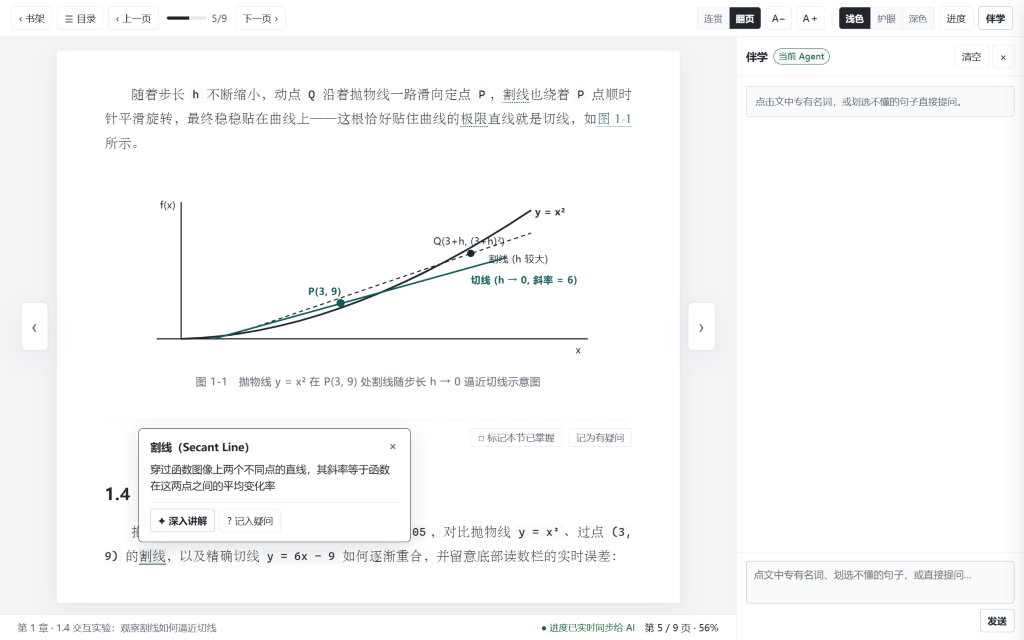 ‹ 书架 ☰ 目录 ‹ 上一页 5/9 下一页 › 连贯 翻页 A− A+ 浅色 护眼 深色 进度 伴学
伴学 当前 Agent 清空 ×
点击文中专有名词，或划选不懂的句子直接提问。
随着步长 h 不断缩小，动点 Q 沿着抛物线一路滑向定点 P，割线也绕着 P 点顺时
针平滑旋转，最终稳稳贴在曲线上——这根恰好贴住曲线的极限直线就是切线，如图 1-1
所示。
f(x)
y = x²
Q(3+h, (3+h)²)
割线 (h 较大)
切线 (h → 0, 斜率 = 6)
P(3, 9)
x
图 1-1 抛物线 y = x² 在 P(3, 9) 处割线随步长 h → 0 逼近切线示意图
□ 标记本节已掌握 记为有疑问
割线（Secant Line） ×
穿过函数图像上两个不同点的直线，其斜率等于函数
在这两点之间的平均变化率
✦ 深入讲解 ? 记入疑问
1.4
05，对比抛物线 y = x²、过点 (3,
9) 的割线，以及精确切线 y = 6x − 9 如何逐渐重合，并留意底部读数栏的实时误差：
点文中专有名词、划选不懂的句子，或直接提问...
发送
第 1 章 · 1.4 交互实验：观察割线如何逼近切线 ● 进度已实时同步给 AI 第 5 / 9 页 · 56%